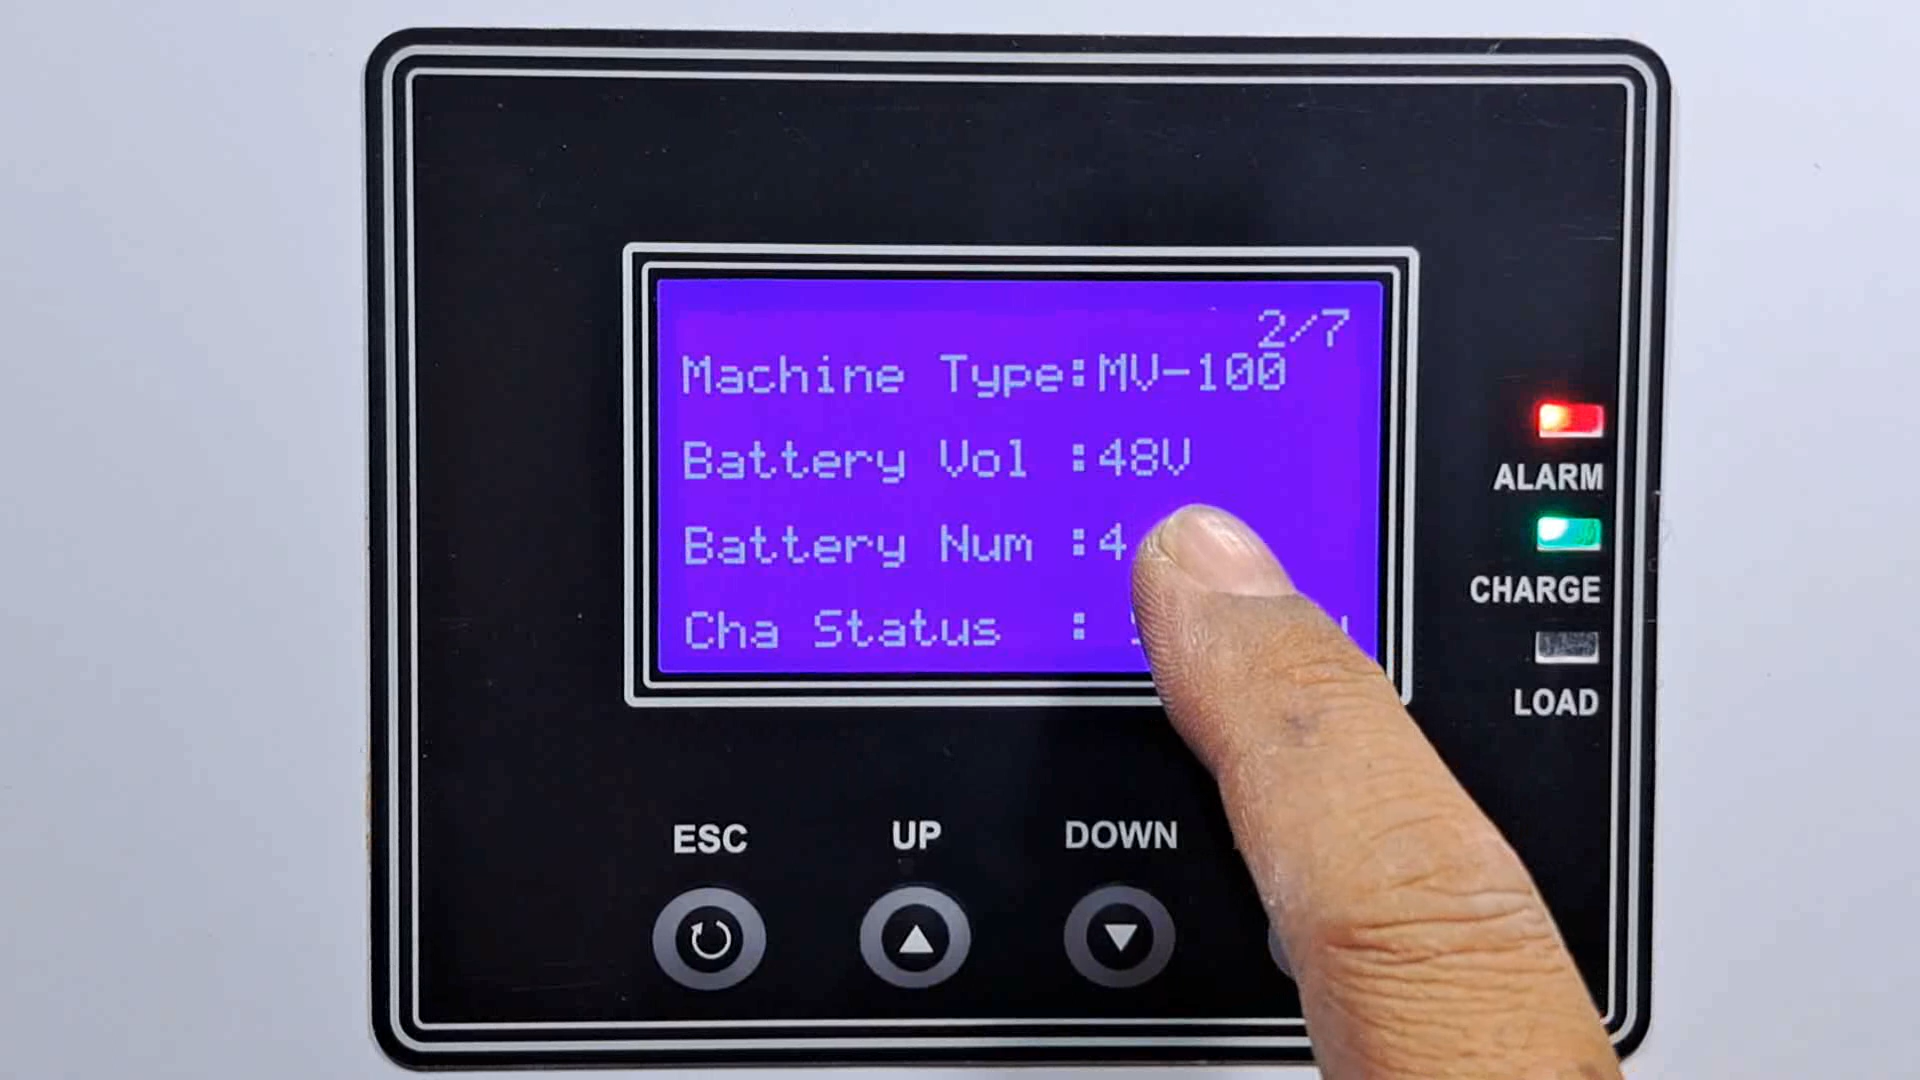 2/7
Machine Type:MV-100
Battery Vol :48V
Battery Num :4
Cha Status :
ALARM
CHARGE
LOAD
ESC
UP
DOWN